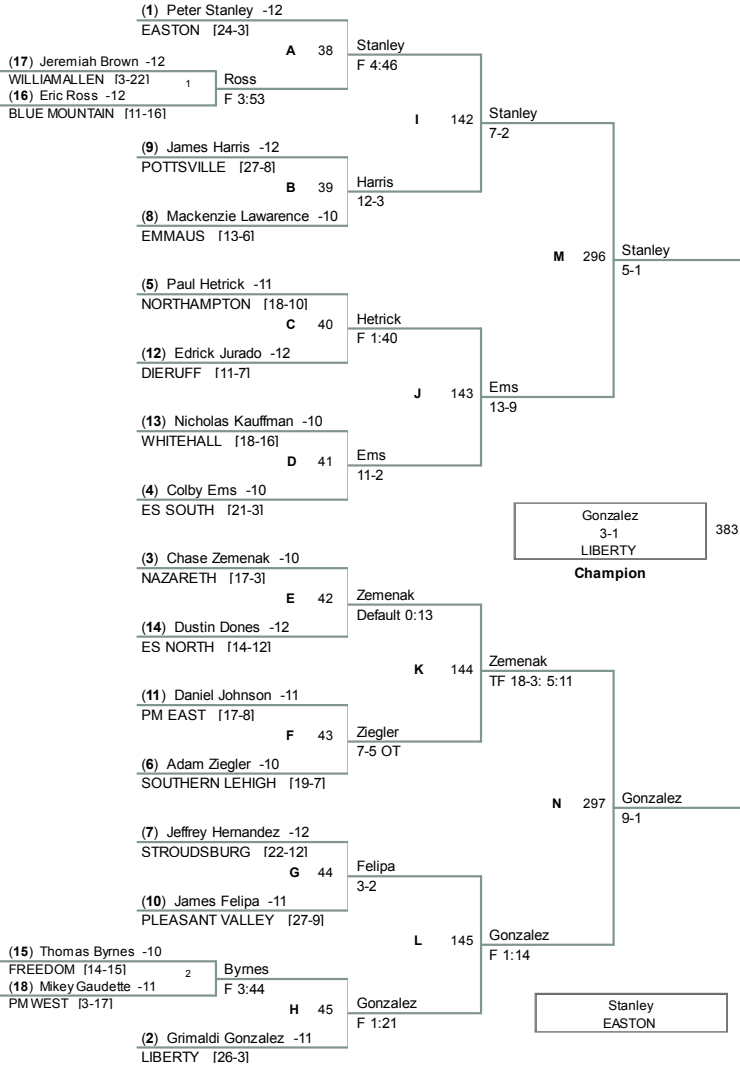 (1) Peter Stanley -12
EASTON [24-3]
A 38
Stanley
F 4:46
(17) Jeremiah Brown -12
WILLIAMALLEN [3-22]
1
(16) Eric Ross -12
BLUE MOUNTAIN [11-16]
Ross
F 3:53
I 142
Stanley
7-2
(9) James Harris -12
POTTSVILLE [27-8]
B 39
Harris
12-3
(8) Mackenzie Lawarence -10
EMMAUS [13-6]
M 296
Stanley
5-1
(5) Paul Hetrick -11
NORTHAMPTON [18-10]
C 40
Hetrick
F 1:40
(12) Edrick Jurado -12
DIERUFF [11-7]
J 143
Ems
13-9
(13) Nicholas Kauffman -10
WHITEHALL [18-16]
D 41
Ems
11-2
(4) Colby Ems -10
ES SOUTH [21-3]
Gonzalez
3-1
LIBERTY
383
Champion
(3) Chase Zemenak -10
NAZARETH [17-3]
E 42
Zemenak
Default 0:13
(14) Dustin Dones -12
ES NORTH [14-12]
K 144
Zemenak
TF 18-3: 5:11
(11) Daniel Johnson -11
PM EAST [17-8]
F 43
Ziegler
7-5 OT
(6) Adam Ziegler -10
SOUTHERN LEHIGH [19-7]
N 297
Gonzalez
9-1
(7) Jeffrey Hernandez -12
STROUDSBURG [22-12]
G 44
Felipa
3-2
(10) James Felipa -11
PLEASANT VALLEY [27-9]
L 145
Gonzalez
F 1:14
(15) Thomas Byrnes -10
FREEDOM [14-15]
2
(18) Mikey Gaudette -11
PM WEST [3-17]
Byrnes
F 3:44
H 45
Gonzalez
F 1:21
(2) Grimaldi Gonzalez -11
LIBERTY [26-3]
Stanley
EASTON